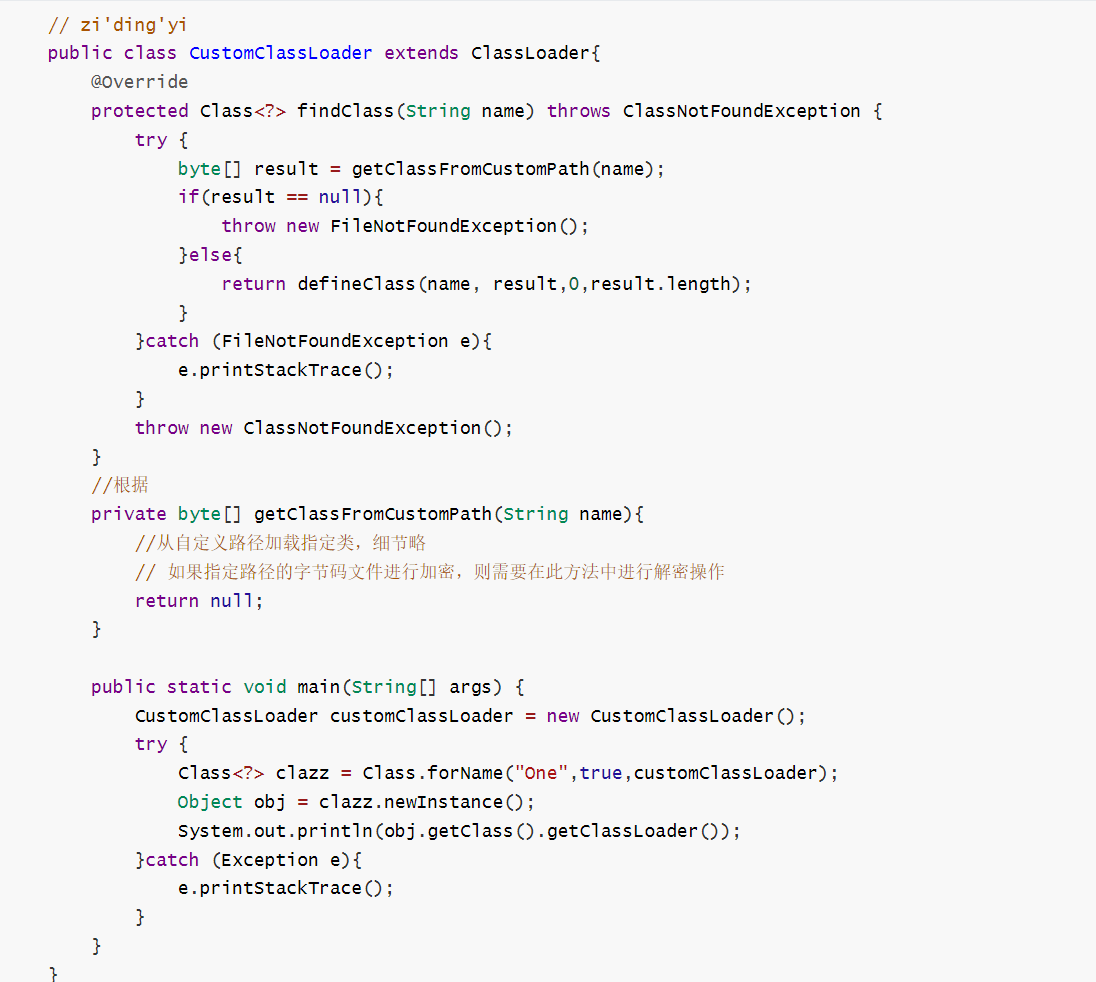 // zi'ding'yi
public class CustomClassLoader extends ClassLoader{
    @Override
    protected Class<?> findClass(String name) throws ClassNotFoundException {
        try {
            byte[] result = getClassFromCustomPath(name);
            if(result == null){
                throw new FileNotFoundException();
            }else{
                return defineClass(name, result,0,result.length);
            }
        }catch (FileNotFoundException e){
            e.printStackTrace();
        }
        throw new ClassNotFoundException();
    }
    //根据
    private byte[] getClassFromCustomPath(String name){
        //从自定义路径加载指定类，细节略
        // 如果指定路径的字节码文件进行加密，则需要在此方法中进行解密操作
        return null;
    }
    public static void main(String[] args) {
        CustomClassLoader customClassLoader = new CustomClassLoader();
        try {
            Class<?> clazz = Class.forName("One",true,customClassLoader);
            Object obj = clazz.newInstance();
            System.out.println(obj.getClass().getClassLoader());
        }catch (Exception e){
            e.printStackTrace();
        }
    }
}